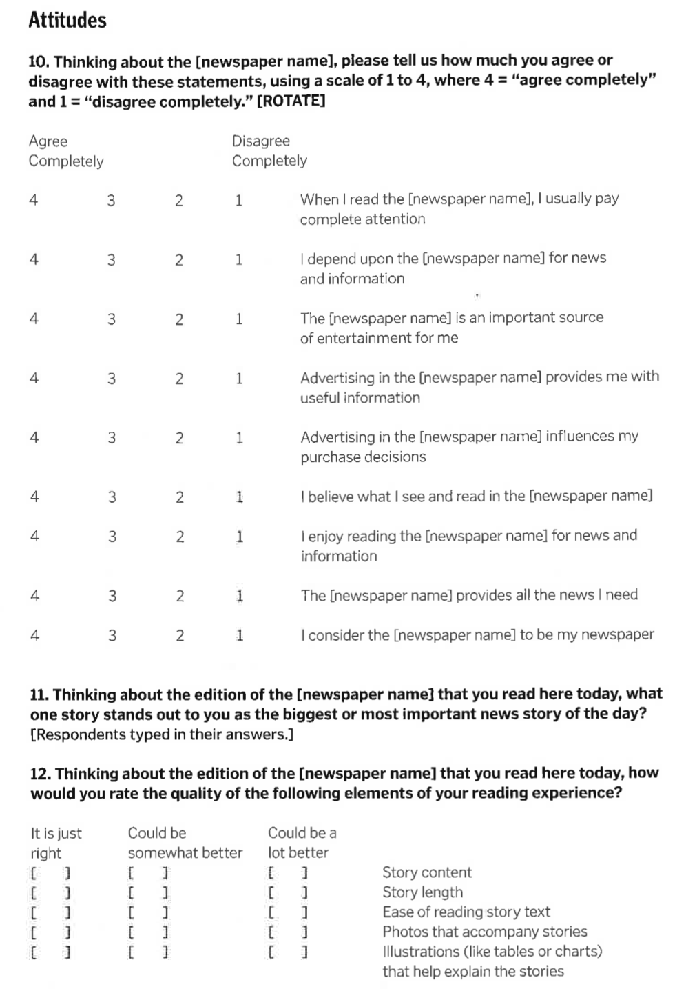 Attitudes
10. Thinking about the [newspaper name], please tell us how much you agree or
disagree with these statements, using a scale of 1 to 4, where 4 = “agree completely”
and 1 = “disagree completely.” [ROTATE]
Agree Disagree
Completely Completely
4 3 2 1 When I read the [newspaper name], I usually pay
complete attention
4 3 2 1 I depend upon the [newspaper name] for news
and information
4 3 2 1 The [newspaper name] is an important source
of entertainment for me
4 3 2 1 Advertising in the [newspaper name] provides me with
useful information
4 3 2 1 Advertising in the [newspaper name] influences my
purchase decisions
4 3 2 1 I believe what I see and read in the [newspaper name]
4 3 2 1 I enjoy reading the [newspaper name] for news and
information
4 3 2 1 The [newspaper name] provides all the news I need
4 3 2 1 I consider the [newspaper name] to be my newspaper
11. Thinking about the edition of the [newspaper name] that you read here today, what
one story stands out to you as the biggest or most important news story of the day?
[Respondents typed in their answers.]
12. Thinking about the edition of the [newspaper name] that you read here today, how
would you rate the quality of the following elements of your reading experience?
It is just Could be Could be a
right somewhat better lot better
[ ] [ ] [ ] Story content
[ ] [ ] [ ] Story length
[ ] [ ] [ ] Ease of reading story text
[ ] [ ] [ ] Photos that accompany stories
[ ] [ ] [ ] Illustrations (like tables or charts)
that help explain the stories